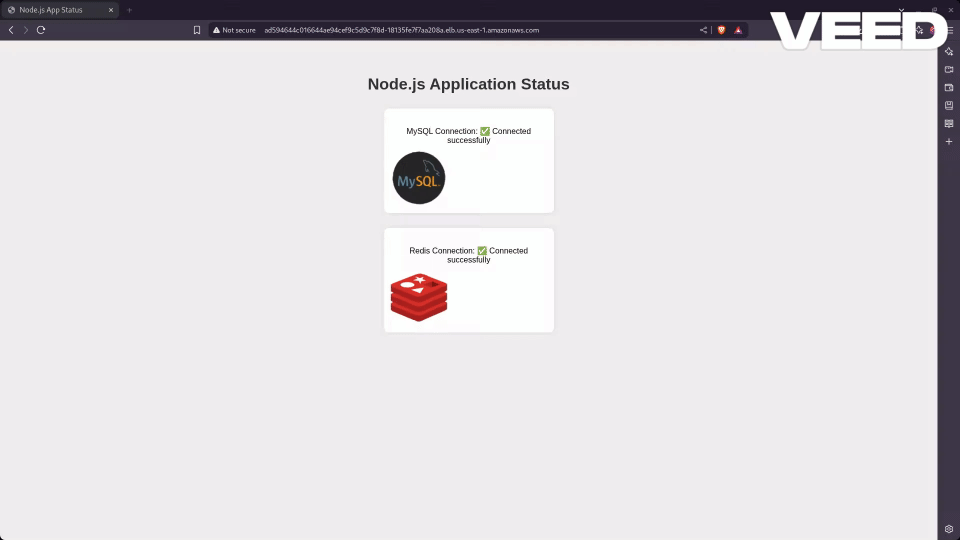 Node.js App Status
Not secure
ad594644c016644ae94cef9c5d9c7f8d-18135fe7f7aa208a.elb.us-east-1.amazonaws.com
VEED
Node.js Application Status
MySQL Connection: ✅ Connected
successfully
MySQL
Redis Connection: ✅ Connected
successfully